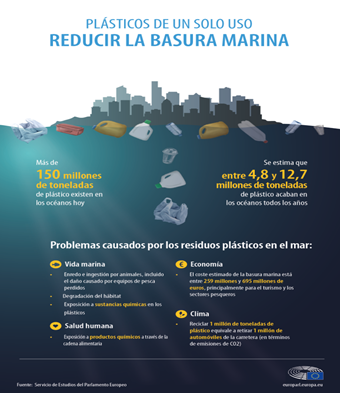 PLÁSTICOS DE UN SOLO USO
REDUCIR LA BASURA MARINA
Más de
150 millones
de toneladas
de plástico existen en
los océanos hoy
Se estima que
entre 4,8 y 12,7
millones de toneladas
de plástico acaban en
los océanos todos los años
Problemas causados por los residuos plásticos en el mar:
Vida marina
• Enredo e ingestión por animales, incluido
el daño causado por equipos de pesca
perdidos
• Degradación del hábitat
• Exposición a sustancias químicas en los
plásticos
Salud humana
• Exposición a productos químicos a través de la
cadena alimentaria
€ Economía
• El coste estimado de la basura marina está
entre 259 millones y 695 millones de
euros, principalmente para el turismo y los
sectores pesqueros
Clima
• Reciclar 1 millón de toneladas de
plástico equivale a retirar 1 millón de
automóviles de la carretera (en términos
de emisiones de CO2)
Fuente: Servicio de Estudios del Parlamento Europeo
europarl.europa.eu